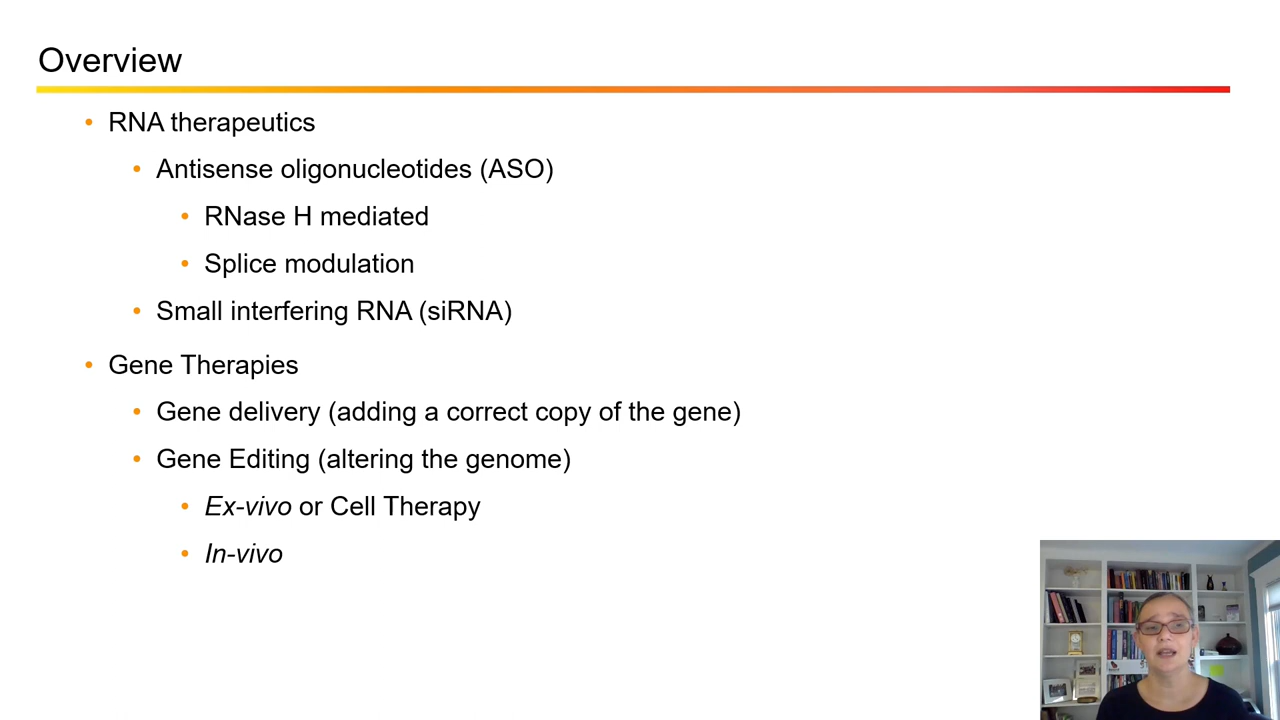 Overview
• RNA therapeutics
• Antisense oligonucleotides (ASO)
• RNase H mediated
• Splice modulation
• Small interfering RNA (siRNA)
• Gene Therapies
• Gene delivery (adding a correct copy of the gene)
• Gene Editing (altering the genome)
• Ex-vivo or Cell Therapy
• In-vivo